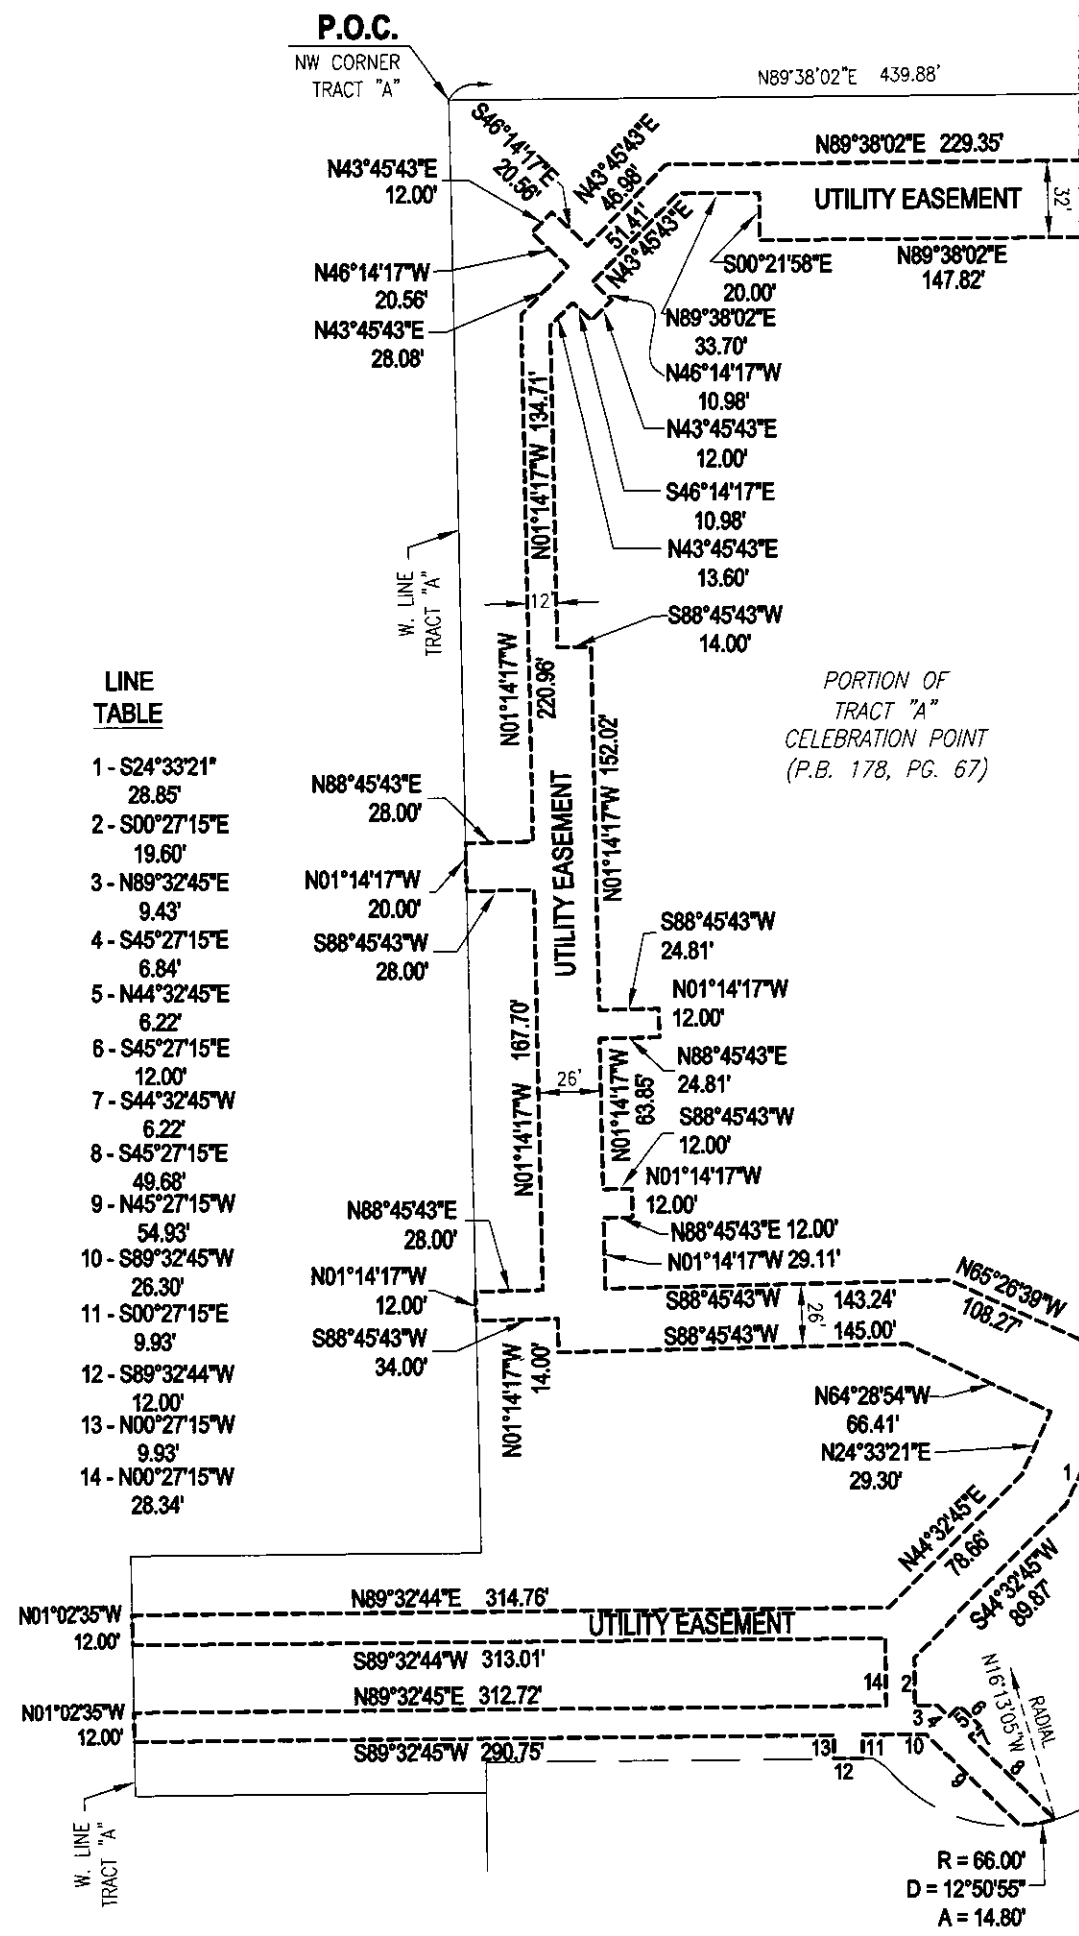 P.O.C.
NW CORNER
TRACT "A"
N89°38'02"E 439.88'
S46°14'17"E
20.56'
N43°45'43"E
46.98'
N89°38'02"E 229.35'
N43°45'43"E
12.00'
UTILITY EASEMENT
32'
51.41'
N43°45'43"E
N89°38'02"E
147.82'
S00°21'58"E
20.00'
N46°14'17"W
20.56'
N43°45'43"E
28.08'
N89°38'02"E
33.70'
N46°14'17"W
10.98'
N43°45'43"E
12.00'
S46°14'17"E
10.98'
N43°45'43"E
13.60'
N01°14'17"W 134.71'
W. LINE
TRACT "A"
12'
S88°45'43"W
14.00'
N01°14'17"W
220.96'
PORTION OF
TRACT "A"
CELEBRATION POINT
(P.B. 178, PG. 67)
LINE
TABLE
1 - S24°33'21"
28.85'
2 - S00°27'15"E
19.60'
3 - N89°32'45"E
9.43'
4 - S45°27'15"E
6.84'
5 - N44°32'45"E
6.22'
6 - S45°27'15"E
12.00'
7 - S44°32'45"W
6.22'
8 - S45°27'15"E
49.68'
9 - N45°27'15"W
54.93'
10 - S89°32'45"W
26.30'
11 - S00°27'15"E
9.93'
12 - S89°32'44"W
12.00'
13 - N00°27'15"W
9.93'
14 - N00°27'15"W
28.34'
N01°14'17"W 152.02'
N88°45'43"E
28.00'
UTILITY EASEMENT
N01°14'17"W
20.00'
S88°45'43"W
28.00'
S88°45'43"W
24.81'
N01°14'17"W
12.00'
N88°45'43"E
24.81'
N01°14'17"W 167.70'
26'
N01°14'17"W
63.85'
S88°45'43"W
12.00'
N01°14'17"W
12.00'
N88°45'43"E 12.00'
N01°14'17"W 29.11'
N88°45'43"E
28.00'
N01°14'17"W
12.00'
S88°45'43"W
34.00'
N01°14'17"W
14.00'
S88°45'43"W 143.24'
26'
S88°45'43"W 145.00'
N65°26'39"W
108.27'
N64°28'54"W
66.41'
N24°33'21"E
29.30'
1
N44°32'45"E
78.66'
S44°32'45"W
89.87'
N89°32'44"E 314.76'
N01°02'35"W
12.00'
UTILITY EASEMENT
S89°32'44"W 313.01'
N89°32'45"E 312.72'
N01°02'35"W
12.00'
S89°32'45"W 290.75'
14
2
3
4
5
6
7
8
9
10
11
12
13
N16°13'05"W
RADIAL
W. LINE
TRACT "A"
R = 66.00'
D = 12°50'55"
A = 14.80'